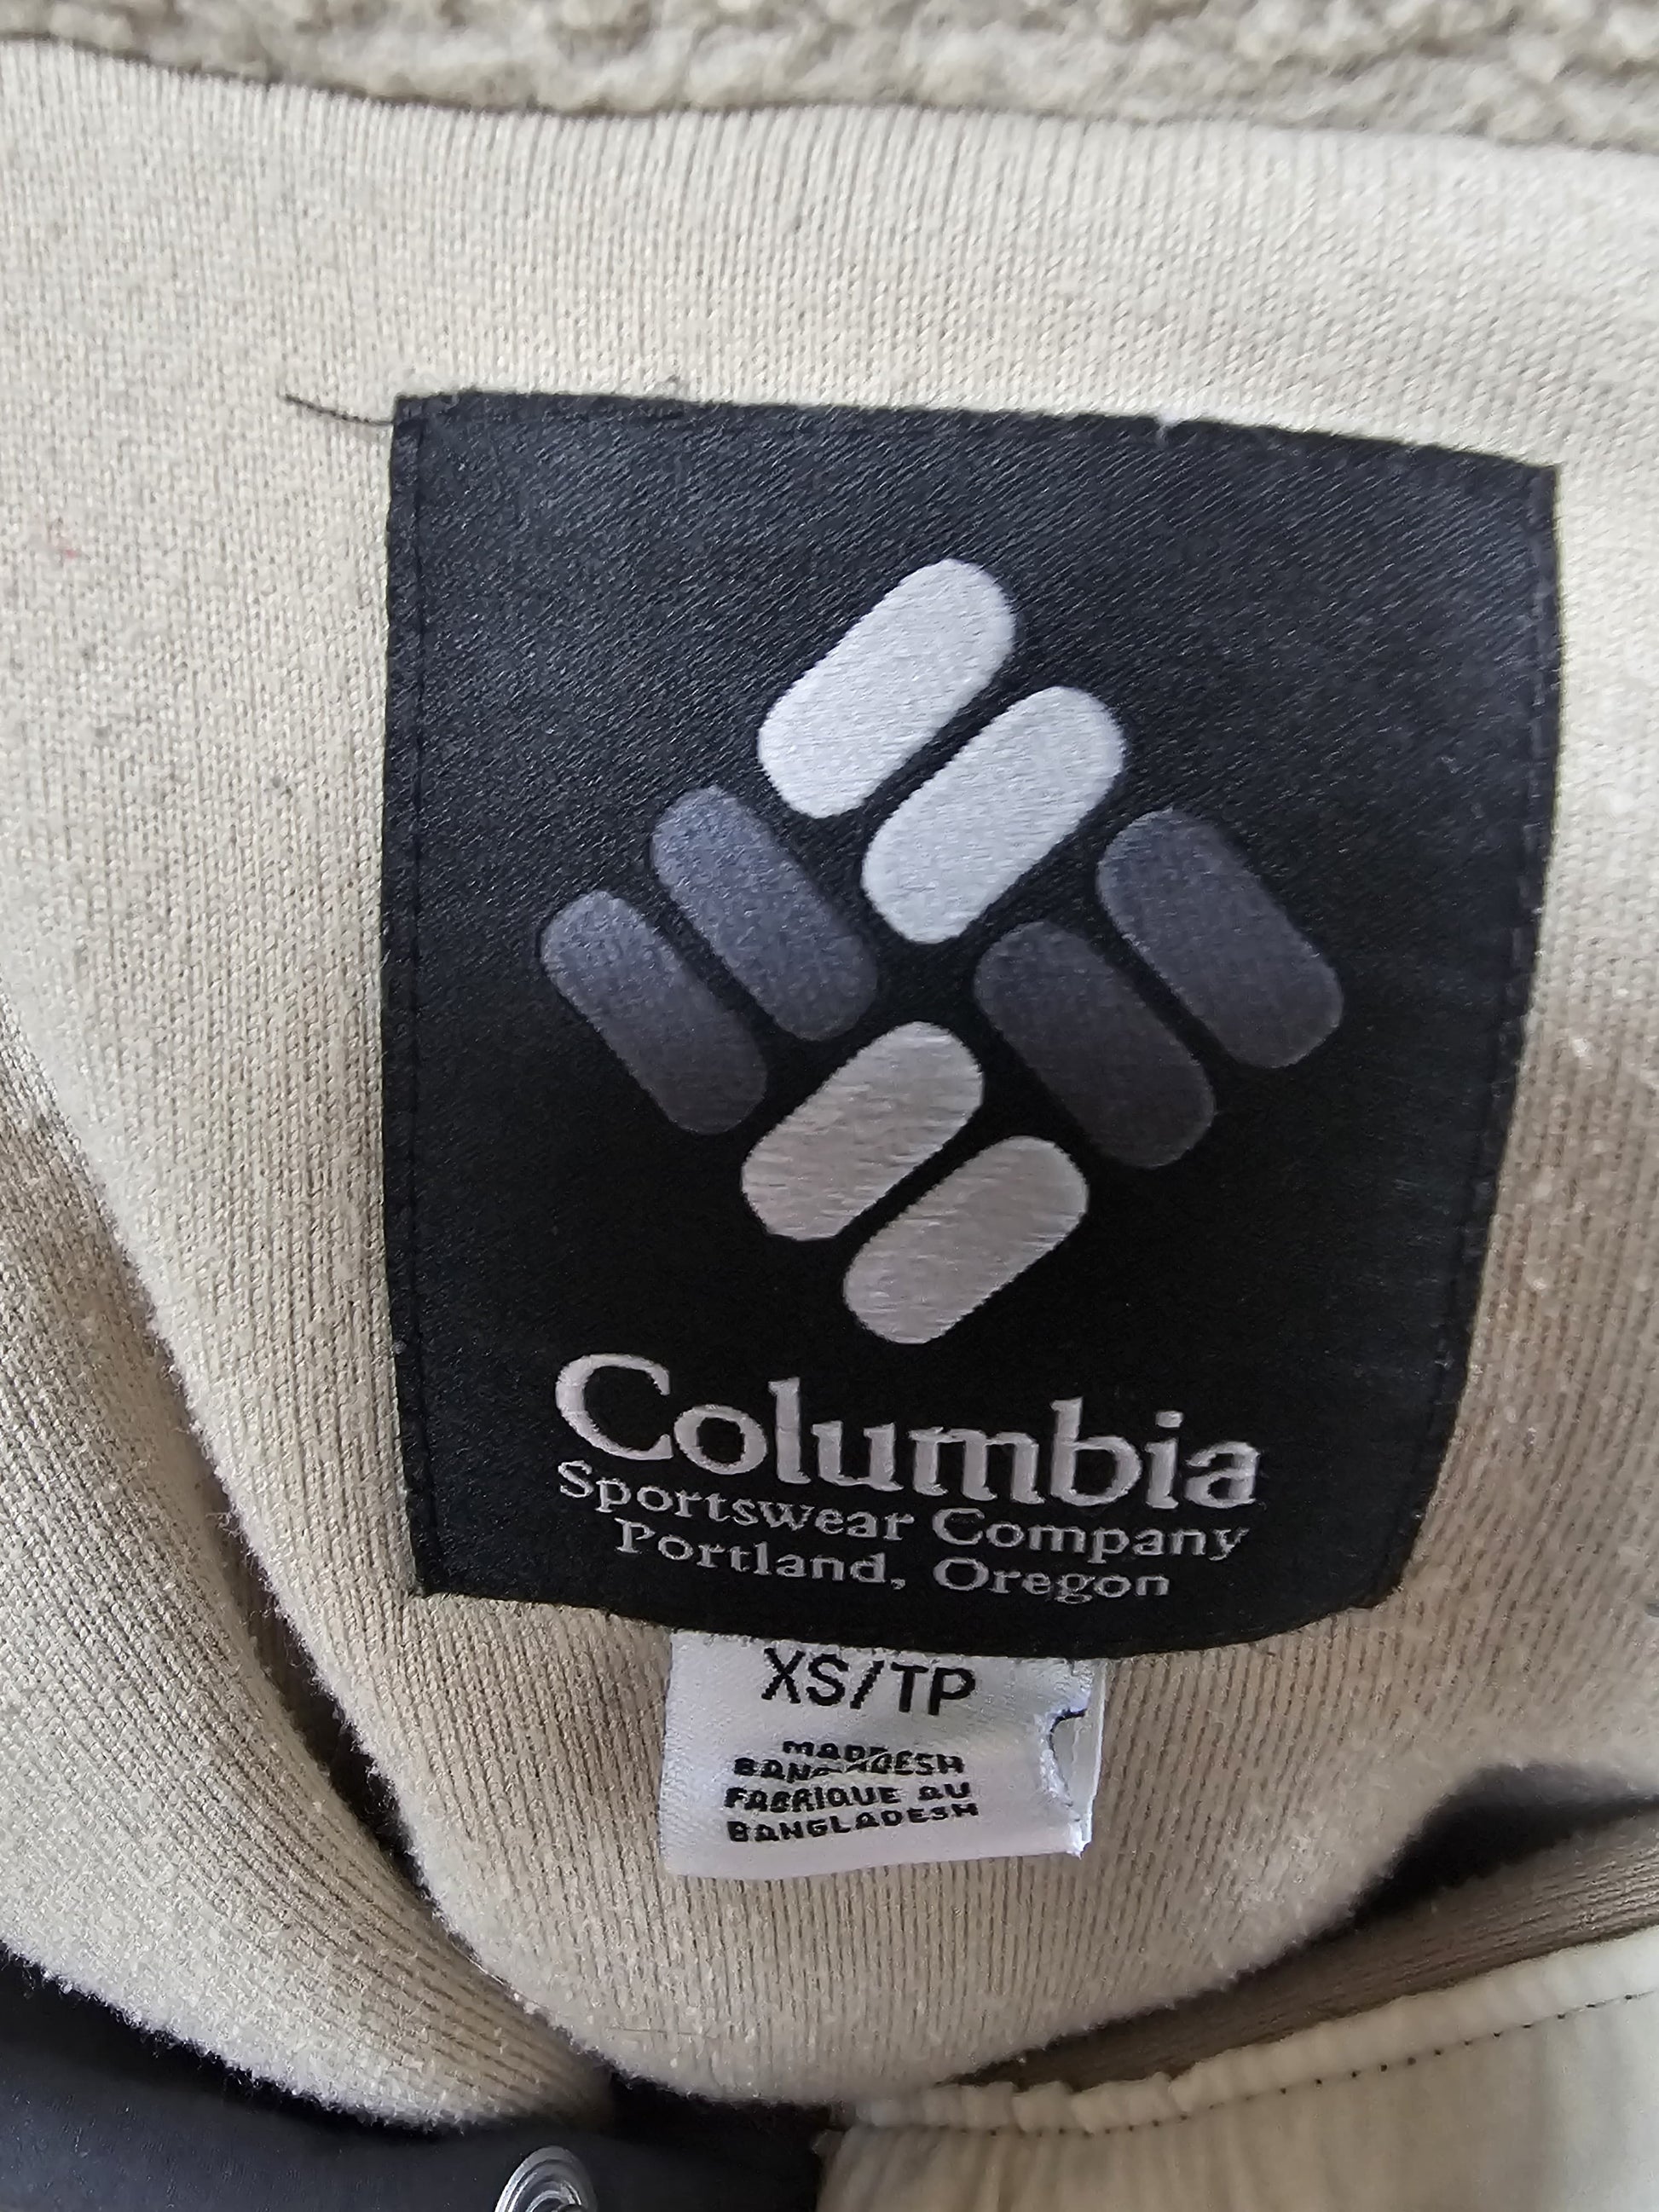 Columbia
Sportswear Company
Portland, Oregon
XS/TP
FABRIQUE AU
BANGLADESH